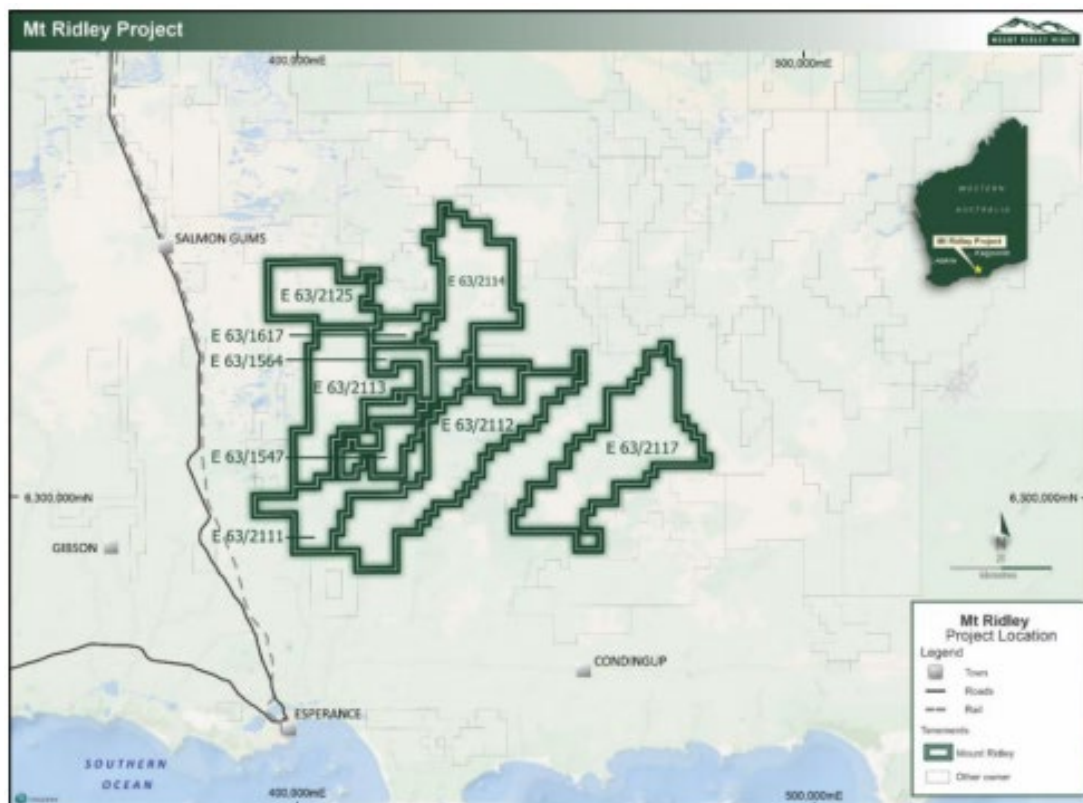 Mt Ridley Project
MOUNT RIDLEY MINES
400,000mE
500,000mE
WESTERN
AUSTRALIA
Mt Ridley Project
SALMON GUMS
E 63/2125
E 63/2114
E 63/1617
E 63/1564
E 63/2113
E 63/2112
E 63/2117
E 63/1547
6,300,000mN
6,300,000mN
E 63/2111
GIBSON
N
CONDINGUP
ESPERANCE
SOUTHERN
OCEAN
400,000mE
500,000mE
Mt Ridley
Project Location
Legend
Town
Roads
Rail
Tenements
Mount Ridley
Other owner